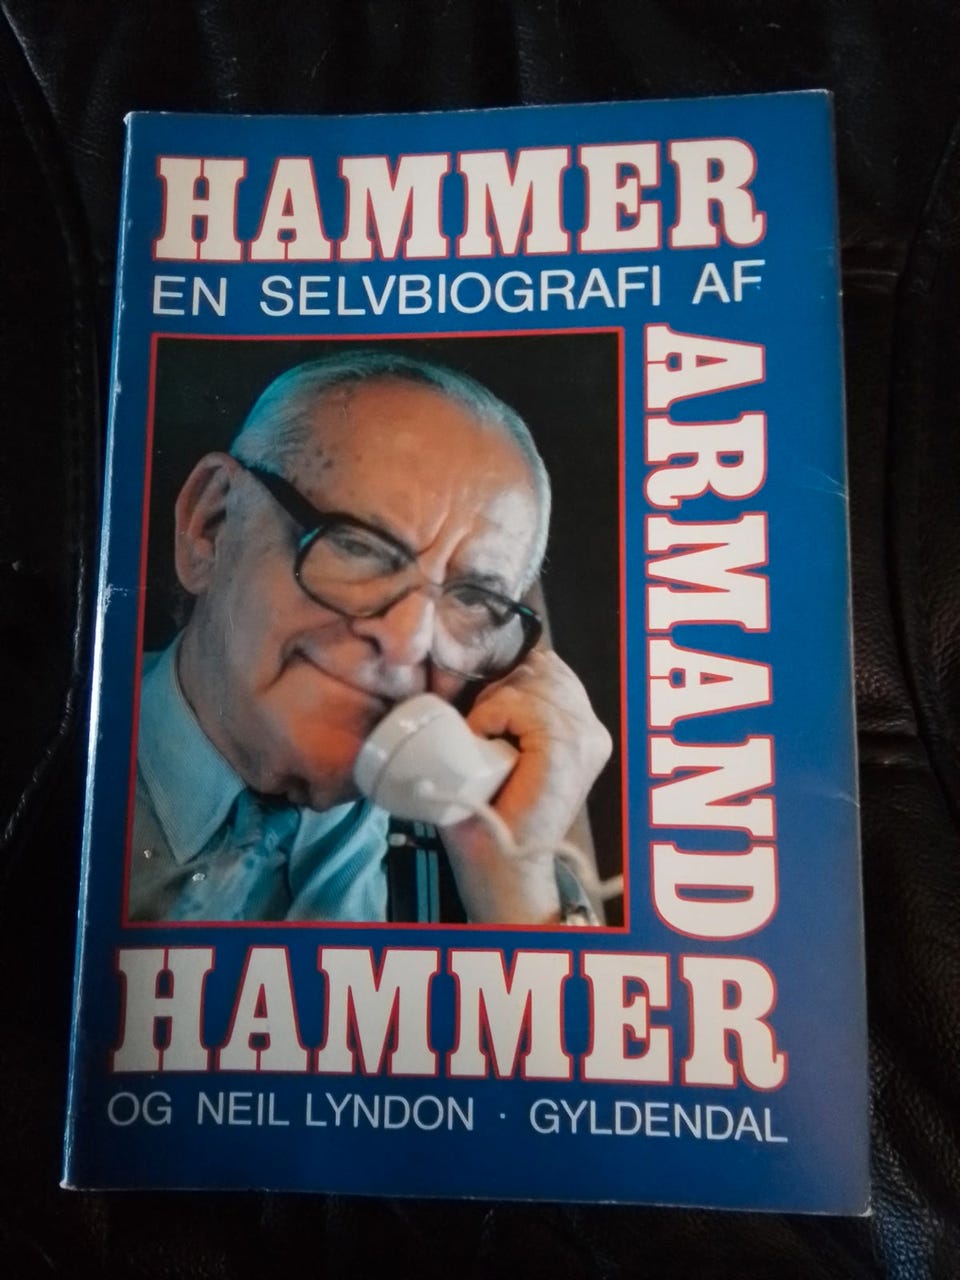 HAMMER
EN SELVBIOGRAFI AF
ARMAND
HAMMER
OG NEIL LYNDON · GYLDENDAL